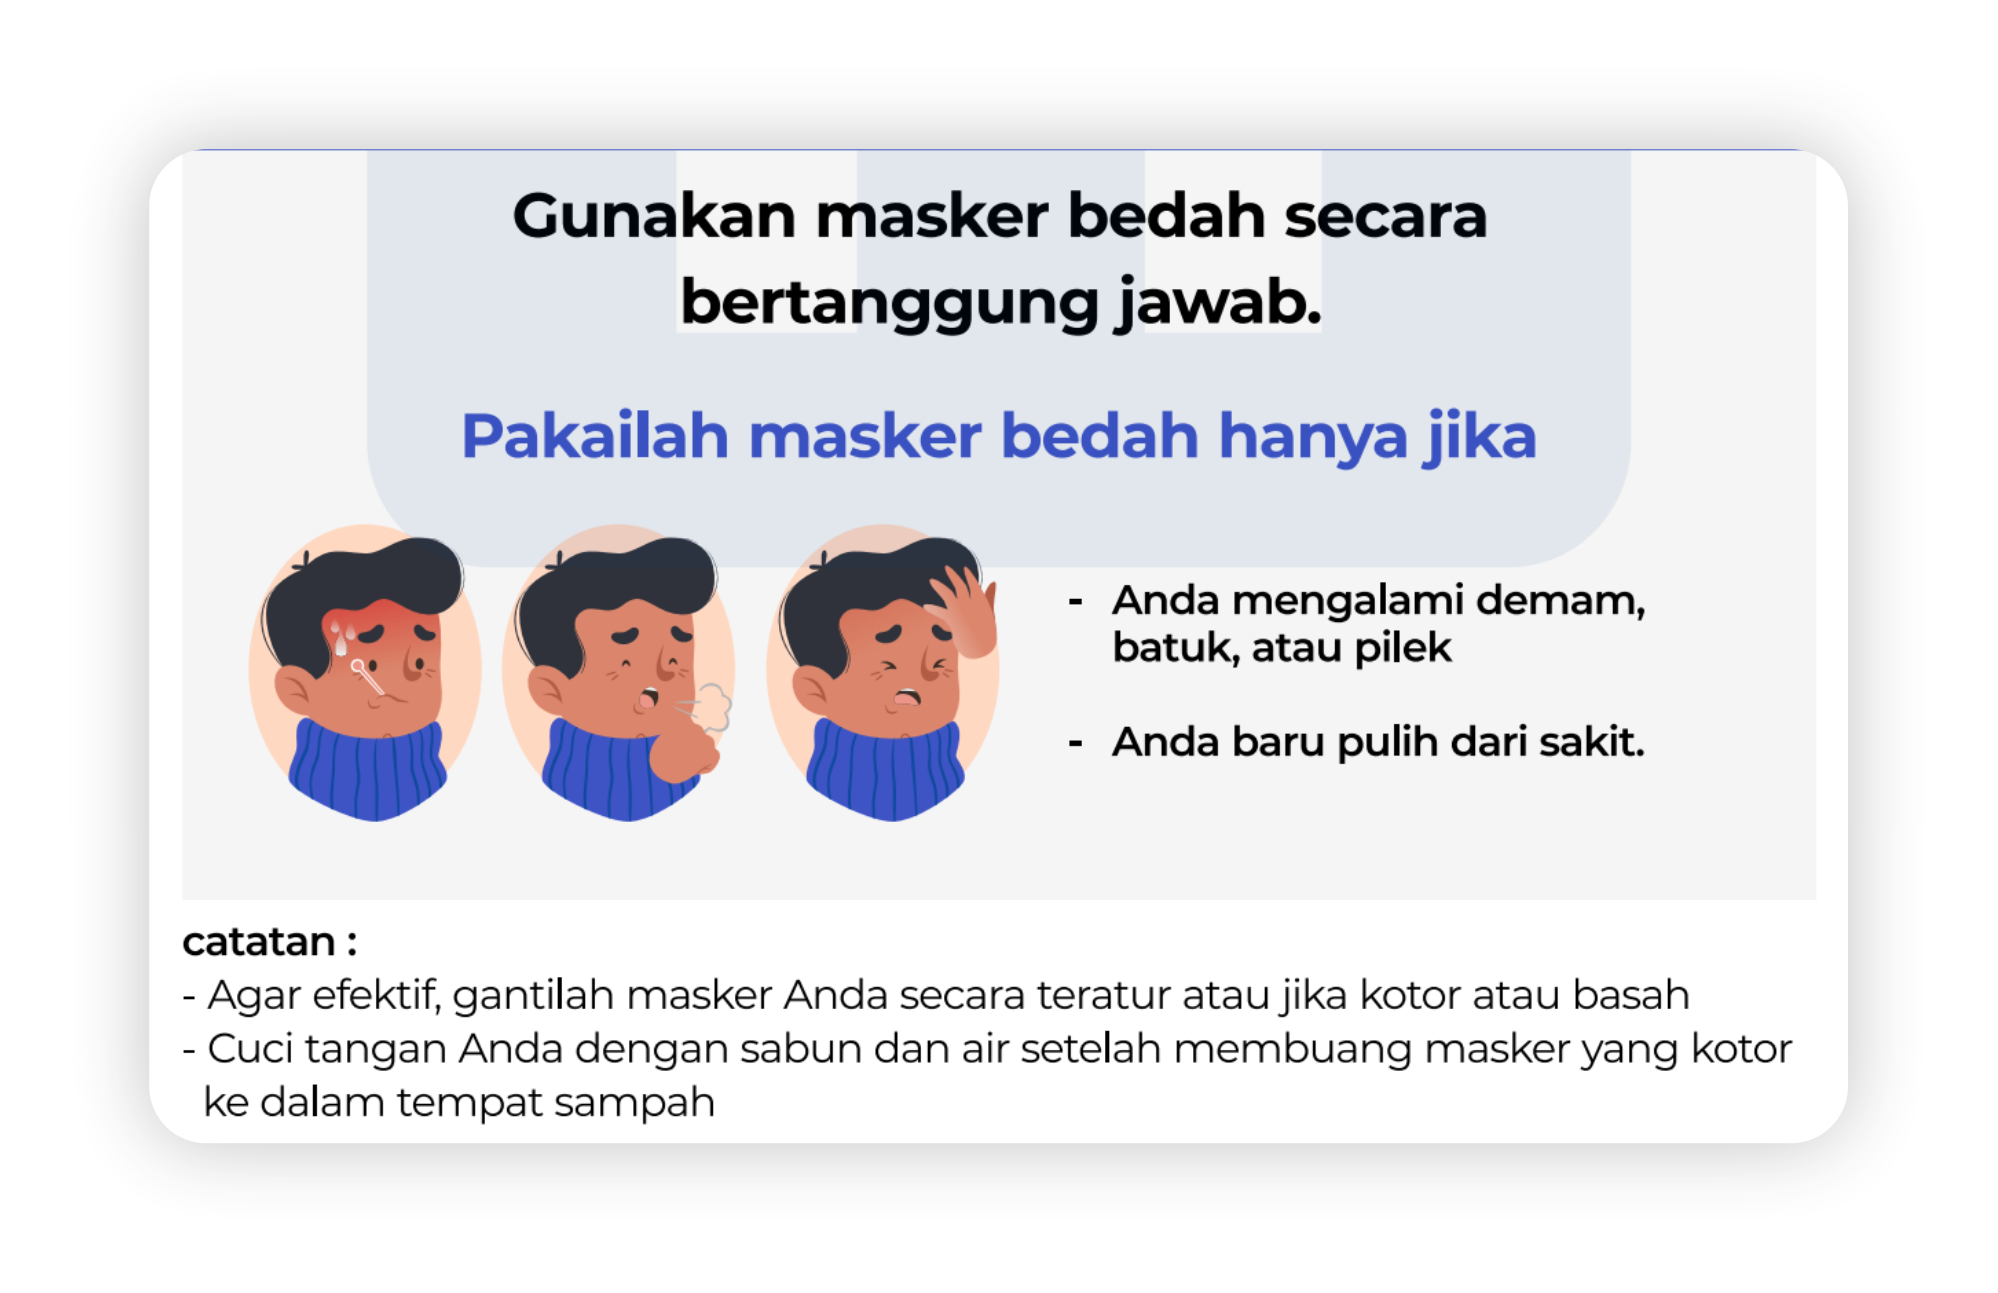 Gunakan masker bedah secara
bertanggung jawab.
Pakailah masker bedah hanya jika
- Anda mengalami demam,
batuk, atau pilek
- Anda baru pulih dari sakit.
catatan :
- Agar efektif, gantilah masker Anda secara teratur atau jika kotor atau basah
- Cuci tangan Anda dengan sabun dan air setelah membuang masker yang kotor
ke dalam tempat sampah